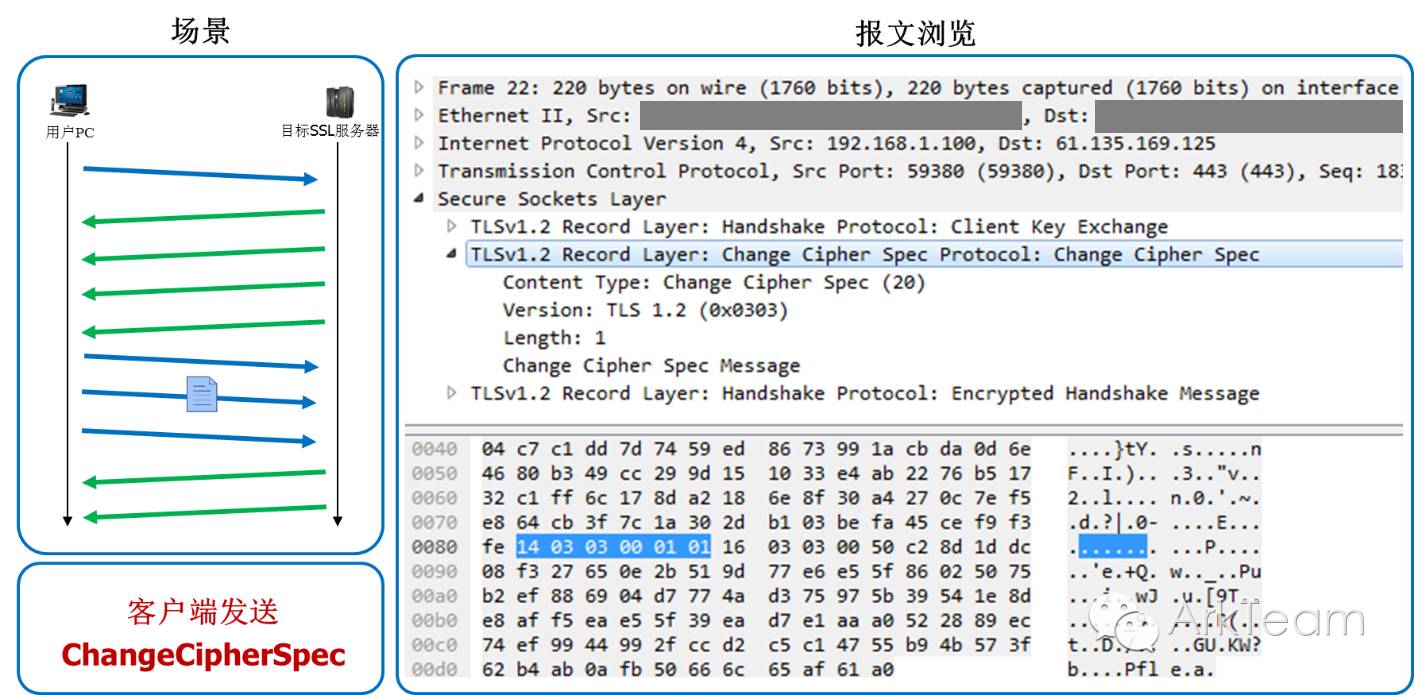 场景
用户PC
目标SSL服务器
客户端发送
ChangeCipherSpec
报文浏览
Frame 22: 220 bytes on wire (1760 bits), 220 bytes captured (1760 bits) on interface
Ethernet II, Src: , Dst:
Internet Protocol Version 4, Src: 192.168.1.100, Dst: 61.135.169.125
Transmission Control Protocol, Src Port: 59380 (59380), Dst Port: 443 (443), Seq:
Secure Sockets Layer
TLSv1.2 Record Layer: Handshake Protocol: Client Key Exchange
TLSv1.2 Record Layer: Change Cipher Spec Protocol: Change Cipher Spec
Content Type: Change Cipher Spec (20)
Version: TLS 1.2 (0x0303)
Length: 1
Change Cipher Spec Message
TLSv1.2 Record Layer: Handshake Protocol: Encrypted Handshake Message
0040 04 c7 c1 dd 7d 74 59 ed 86 73 99 1a cb da 0d 6e ....}tY. .s.....n
0050 46 80 b3 49 cc 29 9d 15 10 33 e4 ab 22 76 b5 17 F..I.).. .3.."v..
0060 32 c1 ff 6c 17 8d a2 18 6e 8f 30 a4 27 0c 7e f5 2..l.... n.0.'.~.
0070 e8 64 cb 3f 7c 1a 30 2d b1 03 be fa 45 ce f9 f3 .d.?|.0- ....E...
0080 fe 14 03 03 00 01 01 16 03 03 00 50 c2 8d 1d dc ........ ...P....
0090 08 f3 27 65 0e 2b 51 9d 77 e6 e5 5f 86 02 50 75 ..'e.+Q. w.._..Pu
00a0 b2 ef 88 69 04 d7 77 4a d3 75 97 5b 39 54 1e 8d ...i..wJ .u.[9T..
00b0 e8 af f5 ea e5 5f 39 ea d7 e1 aa a0 52 28 89 ec
00c0 74 ef 99 44 99 2f cc d2 c5 c1 47 55 b9 4b 57 3f t..D./.. ..GU.KW?
00d0 62 b4 ab 0a fb 50 66 6c 65 af 61 a0 b....Pfl e.a.
ArkTeam